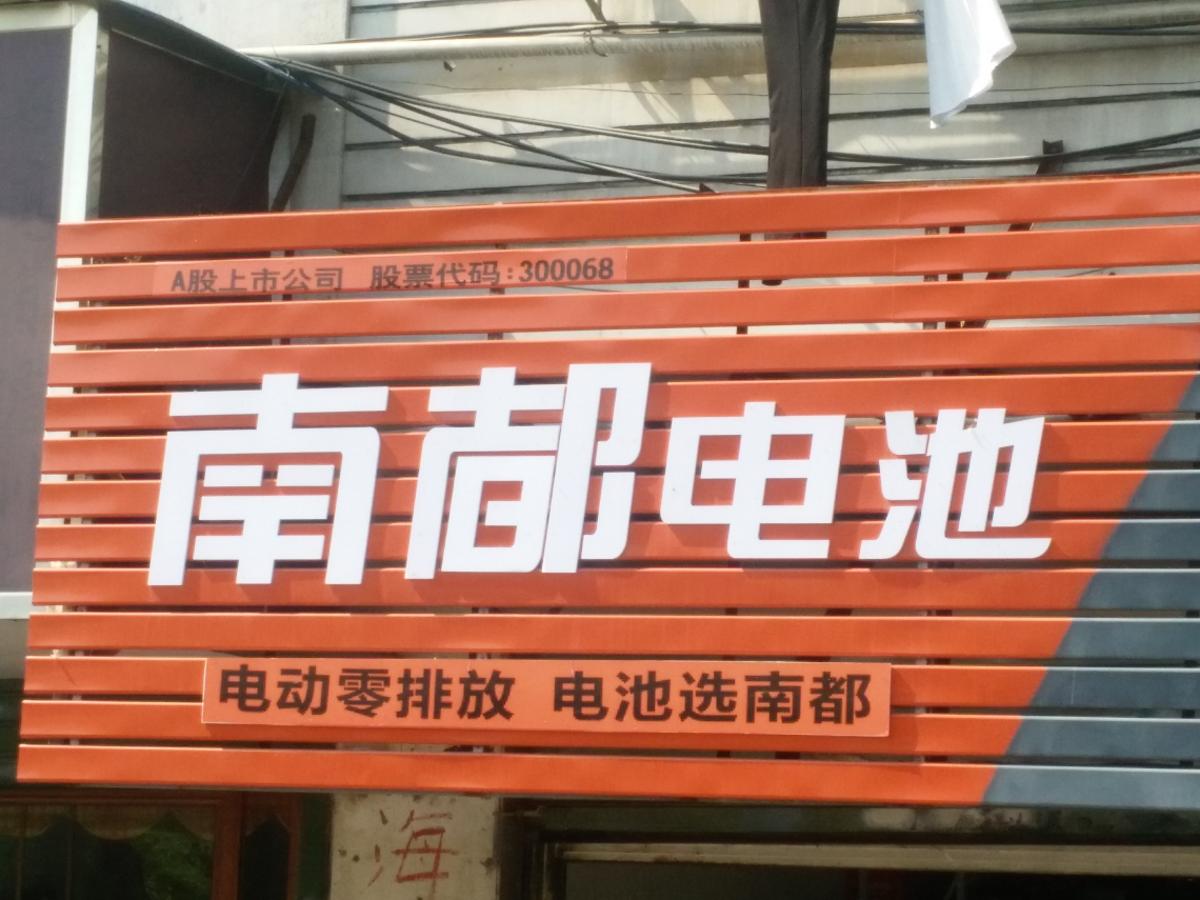 A股上市公司 股票代码:300068
南都电池
电动零排放 电池选南都
海